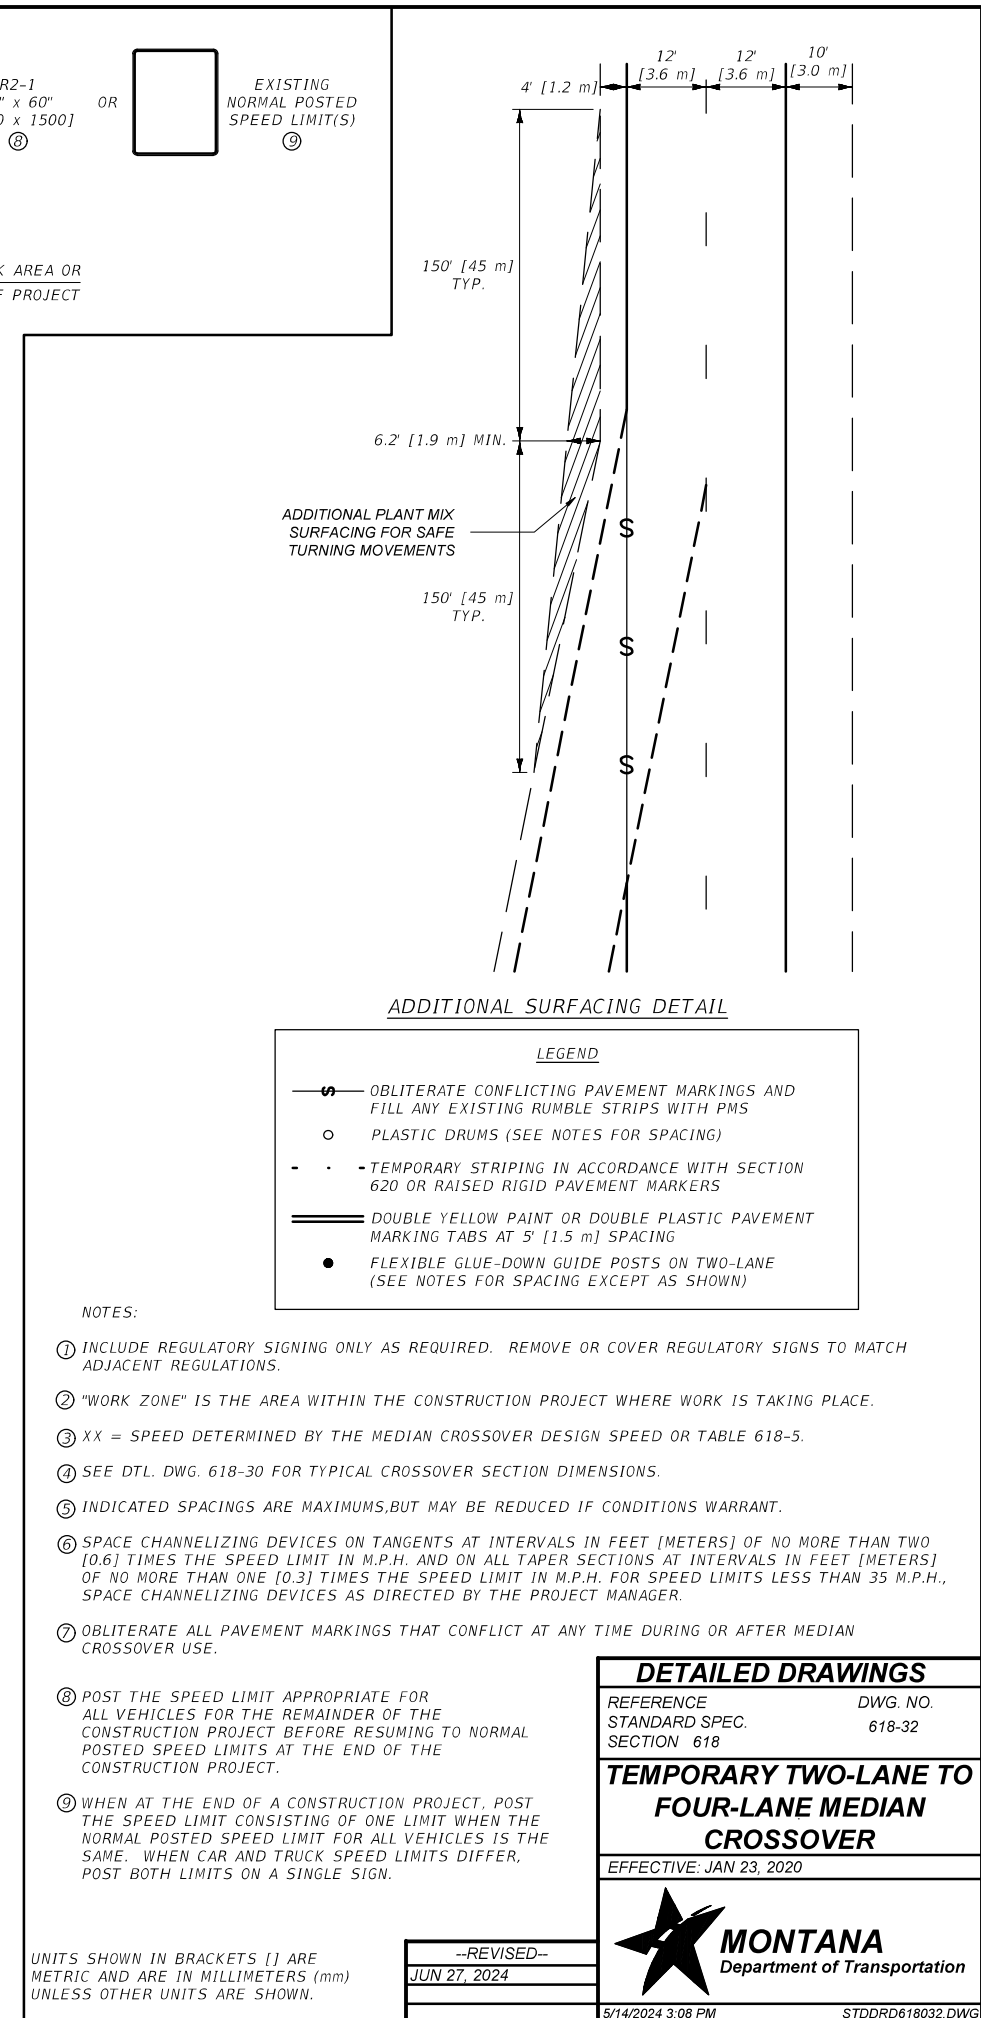 R2-1
" x 60"
0 x 1500]
⑧
OR
EXISTING
NORMAL POSTED
SPEED LIMIT(S)
⑨
K AREA OR
F PROJECT
4' [1.2 m]
12'
[3.6 m]
12'
[3.6 m]
10'
[3.0 m]
150' [45 m]
TYP.
6.2' [1.9 m] MIN.
ADDITIONAL PLANT MIX
SURFACING FOR SAFE
TURNING MOVEMENTS
150' [45 m]
TYP.
S
S
S
ADDITIONAL SURFACING DETAIL
LEGEND
S OBLITERATE CONFLICTING PAVEMENT MARKINGS AND
FILL ANY EXISTING RUMBLE STRIPS WITH PMS
PLASTIC DRUMS (SEE NOTES FOR SPACING)
TEMPORARY STRIPING IN ACCORDANCE WITH SECTION
620 OR RAISED RIGID PAVEMENT MARKERS
DOUBLE YELLOW PAINT OR DOUBLE PLASTIC PAVEMENT
MARKING TABS AT 5' [1.5 m] SPACING
FLEXIBLE GLUE-DOWN GUIDE POSTS ON TWO-LANE
(SEE NOTES FOR SPACING EXCEPT AS SHOWN)
NOTES:
① INCLUDE REGULATORY SIGNING ONLY AS REQUIRED. REMOVE OR COVER REGULATORY SIGNS TO MATCH
ADJACENT REGULATIONS.
② "WORK ZONE" IS THE AREA WITHIN THE CONSTRUCTION PROJECT WHERE WORK IS TAKING PLACE.
③ XX = SPEED DETERMINED BY THE MEDIAN CROSSOVER DESIGN SPEED OR TABLE 618-5.
④ SEE DTL. DWG. 618-30 FOR TYPICAL CROSSOVER SECTION DIMENSIONS.
⑤ INDICATED SPACINGS ARE MAXIMUMS,BUT MAY BE REDUCED IF CONDITIONS WARRANT.
⑥ SPACE CHANNELIZING DEVICES ON TANGENTS AT INTERVALS IN FEET [METERS] OF NO MORE THAN TWO
[0.6] TIMES THE SPEED LIMIT IN M.P.H. AND ON ALL TAPER SECTIONS AT INTERVALS IN FEET [METERS]
OF NO MORE THAN ONE [0.3] TIMES THE SPEED LIMIT IN M.P.H. FOR SPEED LIMITS LESS THAN 35 M.P.H.,
SPACE CHANNELIZING DEVICES AS DIRECTED BY THE PROJECT MANAGER.
⑦ OBLITERATE ALL PAVEMENT MARKINGS THAT CONFLICT AT ANY TIME DURING OR AFTER MEDIAN
CROSSOVER USE.
⑧ POST THE SPEED LIMIT APPROPRIATE FOR
ALL VEHICLES FOR THE REMAINDER OF THE
CONSTRUCTION PROJECT BEFORE RESUMING TO NORMAL
POSTED SPEED LIMITS AT THE END OF THE
CONSTRUCTION PROJECT.
⑨ WHEN AT THE END OF A CONSTRUCTION PROJECT, POST
THE SPEED LIMIT CONSISTING OF ONE LIMIT WHEN THE
NORMAL POSTED SPEED LIMIT FOR ALL VEHICLES IS THE
SAME. WHEN CAR AND TRUCK SPEED LIMITS DIFFER,
POST BOTH LIMITS ON A SINGLE SIGN.
UNITS SHOWN IN BRACKETS [] ARE
METRIC AND ARE IN MILLIMETERS (mm)
UNLESS OTHER UNITS ARE SHOWN.
--REVISED--
JUN 27, 2024
DETAILED DRAWINGS
REFERENCE DWG. NO.
STANDARD SPEC. 618-32
SECTION 618
TEMPORARY TWO-LANE TO
FOUR-LANE MEDIAN
CROSSOVER
EFFECTIVE: JAN 23, 2020
MONTANA
Department of Transportation
5/14/2024 3:08 PM STDDRD618032.DWG